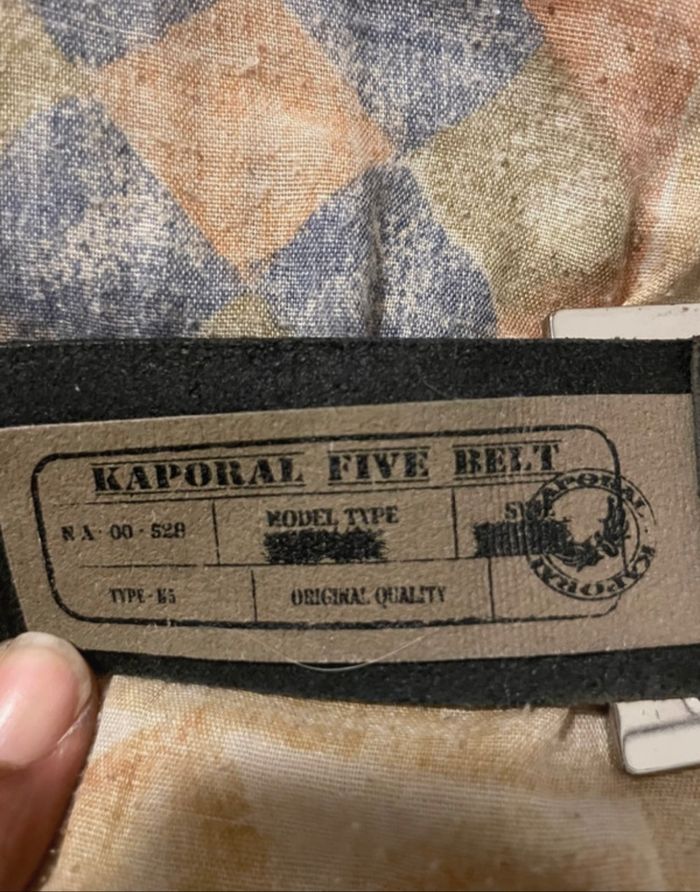 KAPORAL FIVE BELT
N A - 00 - 528
MODEL TYPE
TYPE - K5
ORIGINAL QUALITY
KAPORAL
KAPORAL